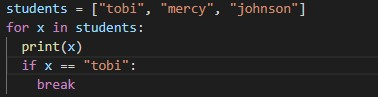 students = ["tobi", "mercy", "johnson"]
for x in students:
  print(x)
  if x == "tobi":
    break